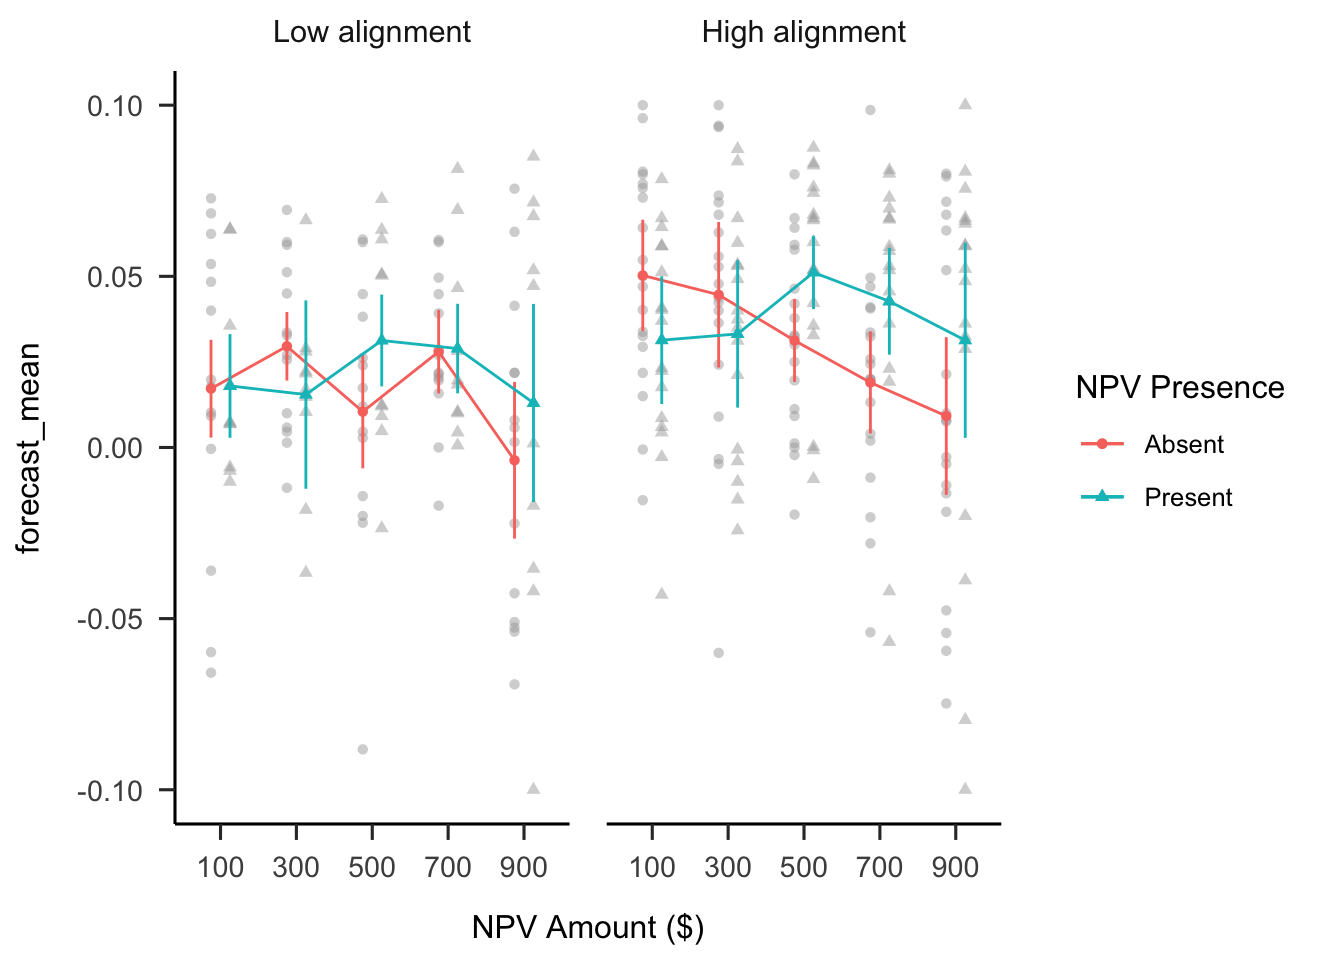 Low alignment
High alignment
0.10
0.05
0.00
-0.05
-0.10
forecast_mean
100 300 500 700 900
100 300 500 700 900
NPV Amount ($)
NPV Presence
Absent
Present